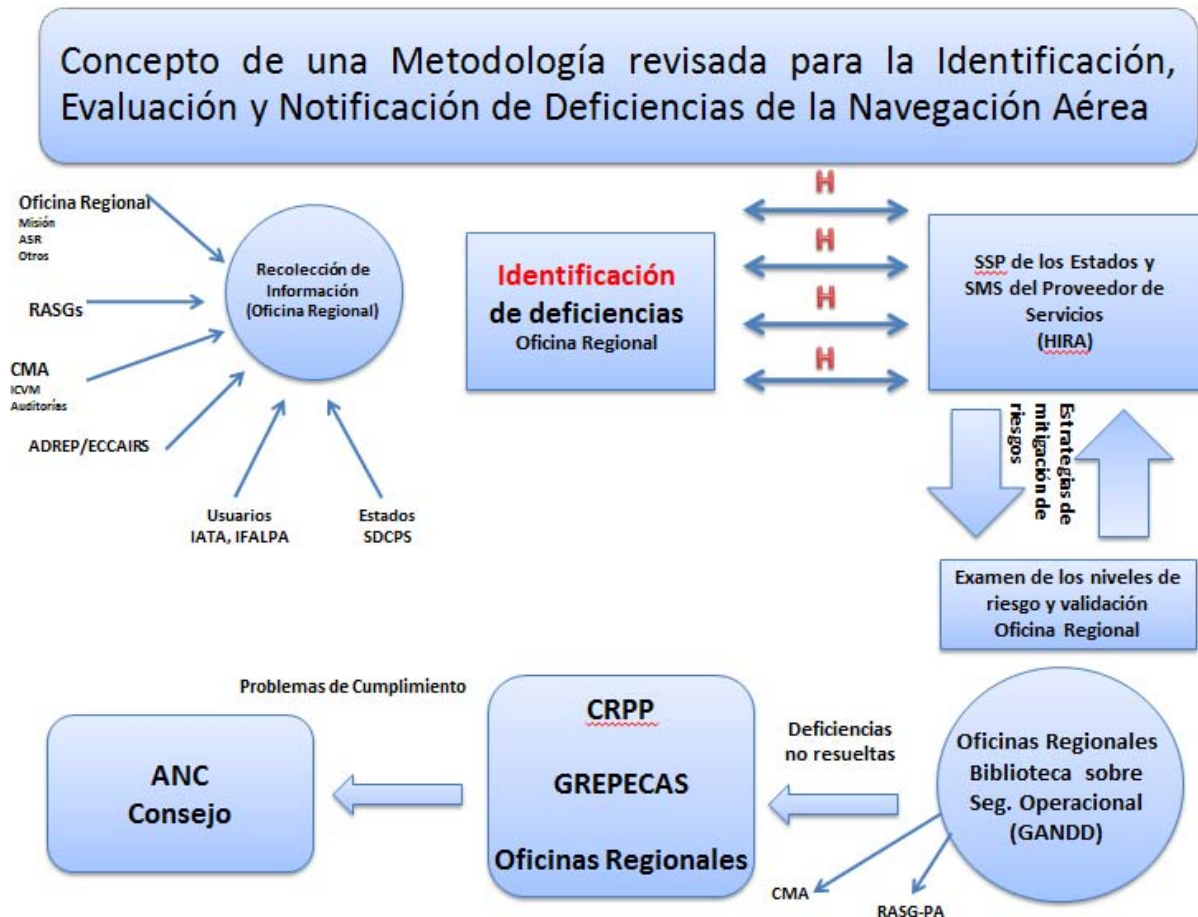 Concepto de una Metodología revisada para la Identificación,
Evaluación y Notificación de Deficiencias de la Navegación Aérea
Oficina Regional
Misión
ASR
Otros
RASGs
CMA
ICVM
Auditorías
ADREP/ECCAIRS
Usuarios
IATA, IFALPA
Estados
SDCPS
Recolección de
Información
(Oficina Regional)
Identificación
de deficiencias
Oficina Regional
H
H
H
H
SSP de los Estados y
SMS del Proveedor de
Servicios
(HIRA)
Estrategias de
mitigación de
riesgos
Examen de los niveles de
riesgo y validación
Oficina Regional
Oficinas Regionales
Biblioteca sobre
Seg. Operacional
(GANDD)
CMA
RASG-PA
Deficiencias
no resueltas
CRPP
GREPECAS
Oficinas Regionales
Problemas de Cumplimiento
ANC
Consejo